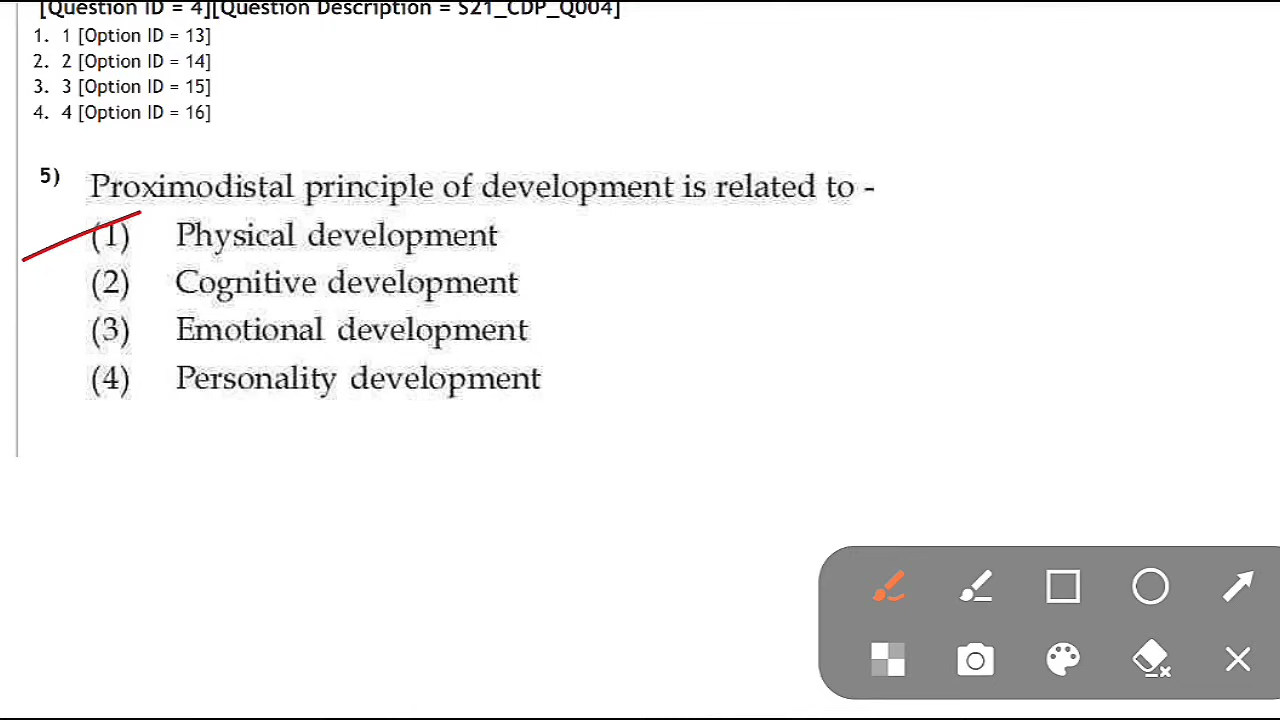 [Question ID = 4][Question Description = S21_CDP_Q004]
1. 1 [Option ID = 13]
2. 2 [Option ID = 14]
3. 3 [Option ID = 15]
4. 4 [Option ID = 16]
5) Proximodistal principle of development is related to -
(1) Physical development
(2) Cognitive development
(3) Emotional development
(4) Personality development